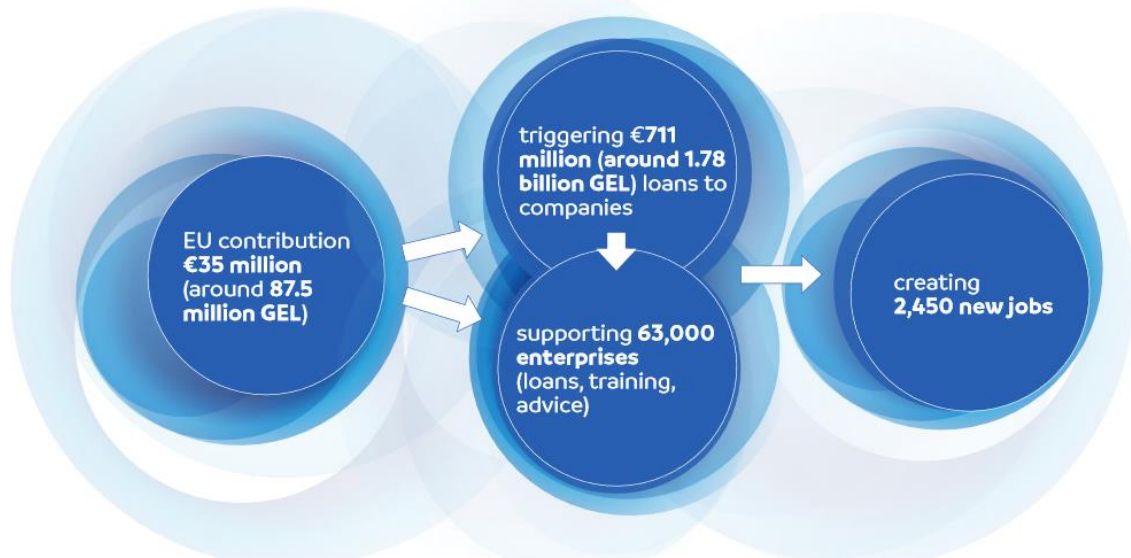 EU contribution
€35 million
(around 87.5
million GEL)
triggering €711
million (around 1.78
billion GEL) loans to
companies
supporting 63,000
enterprises
(loans, training,
advice)
creating
2,450 new jobs